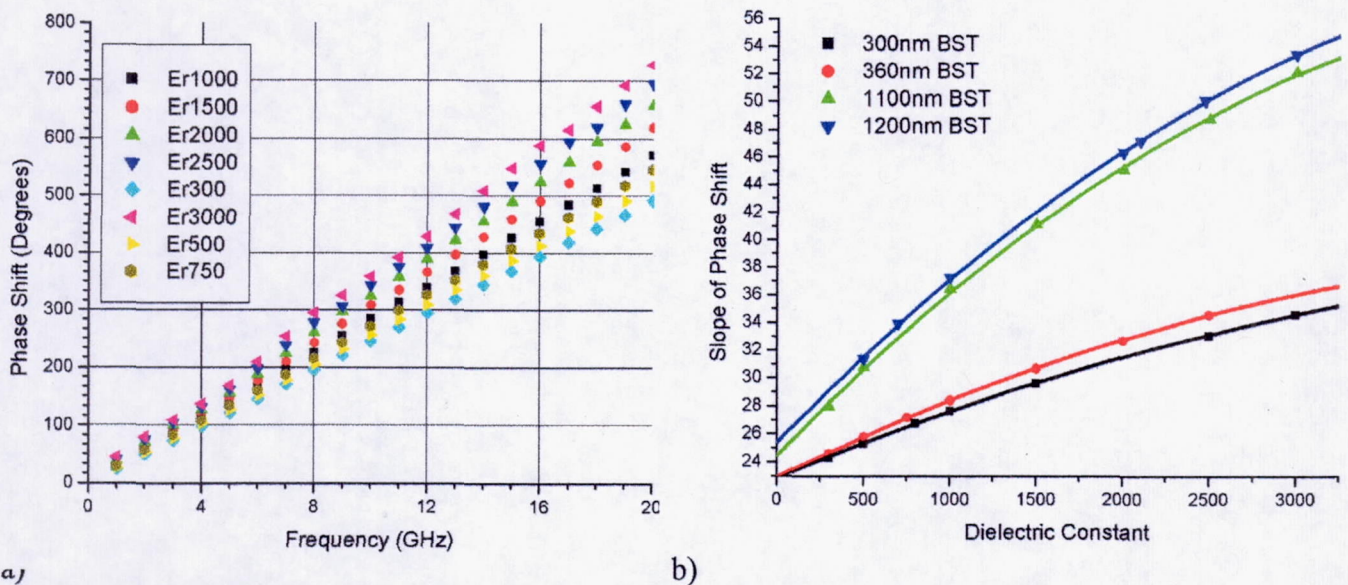 800
700
600
500
400
300
200
100
0
Phase Shift (Degrees)
Er1000
Er1500
Er2000
Er2500
Er300
Er3000
Er500
Er750
0 4 8 12 16 20
Frequency (GHz)
a)
56
54
52
50
48
46
44
42
40
38
36
34
32
30
28
26
24
Slope of Phase Shift
300nm BST
360nm BST
1100nm BST
1200nm BST
0 500 1000 1500 2000 2500 3000
Dielectric Constant
b)